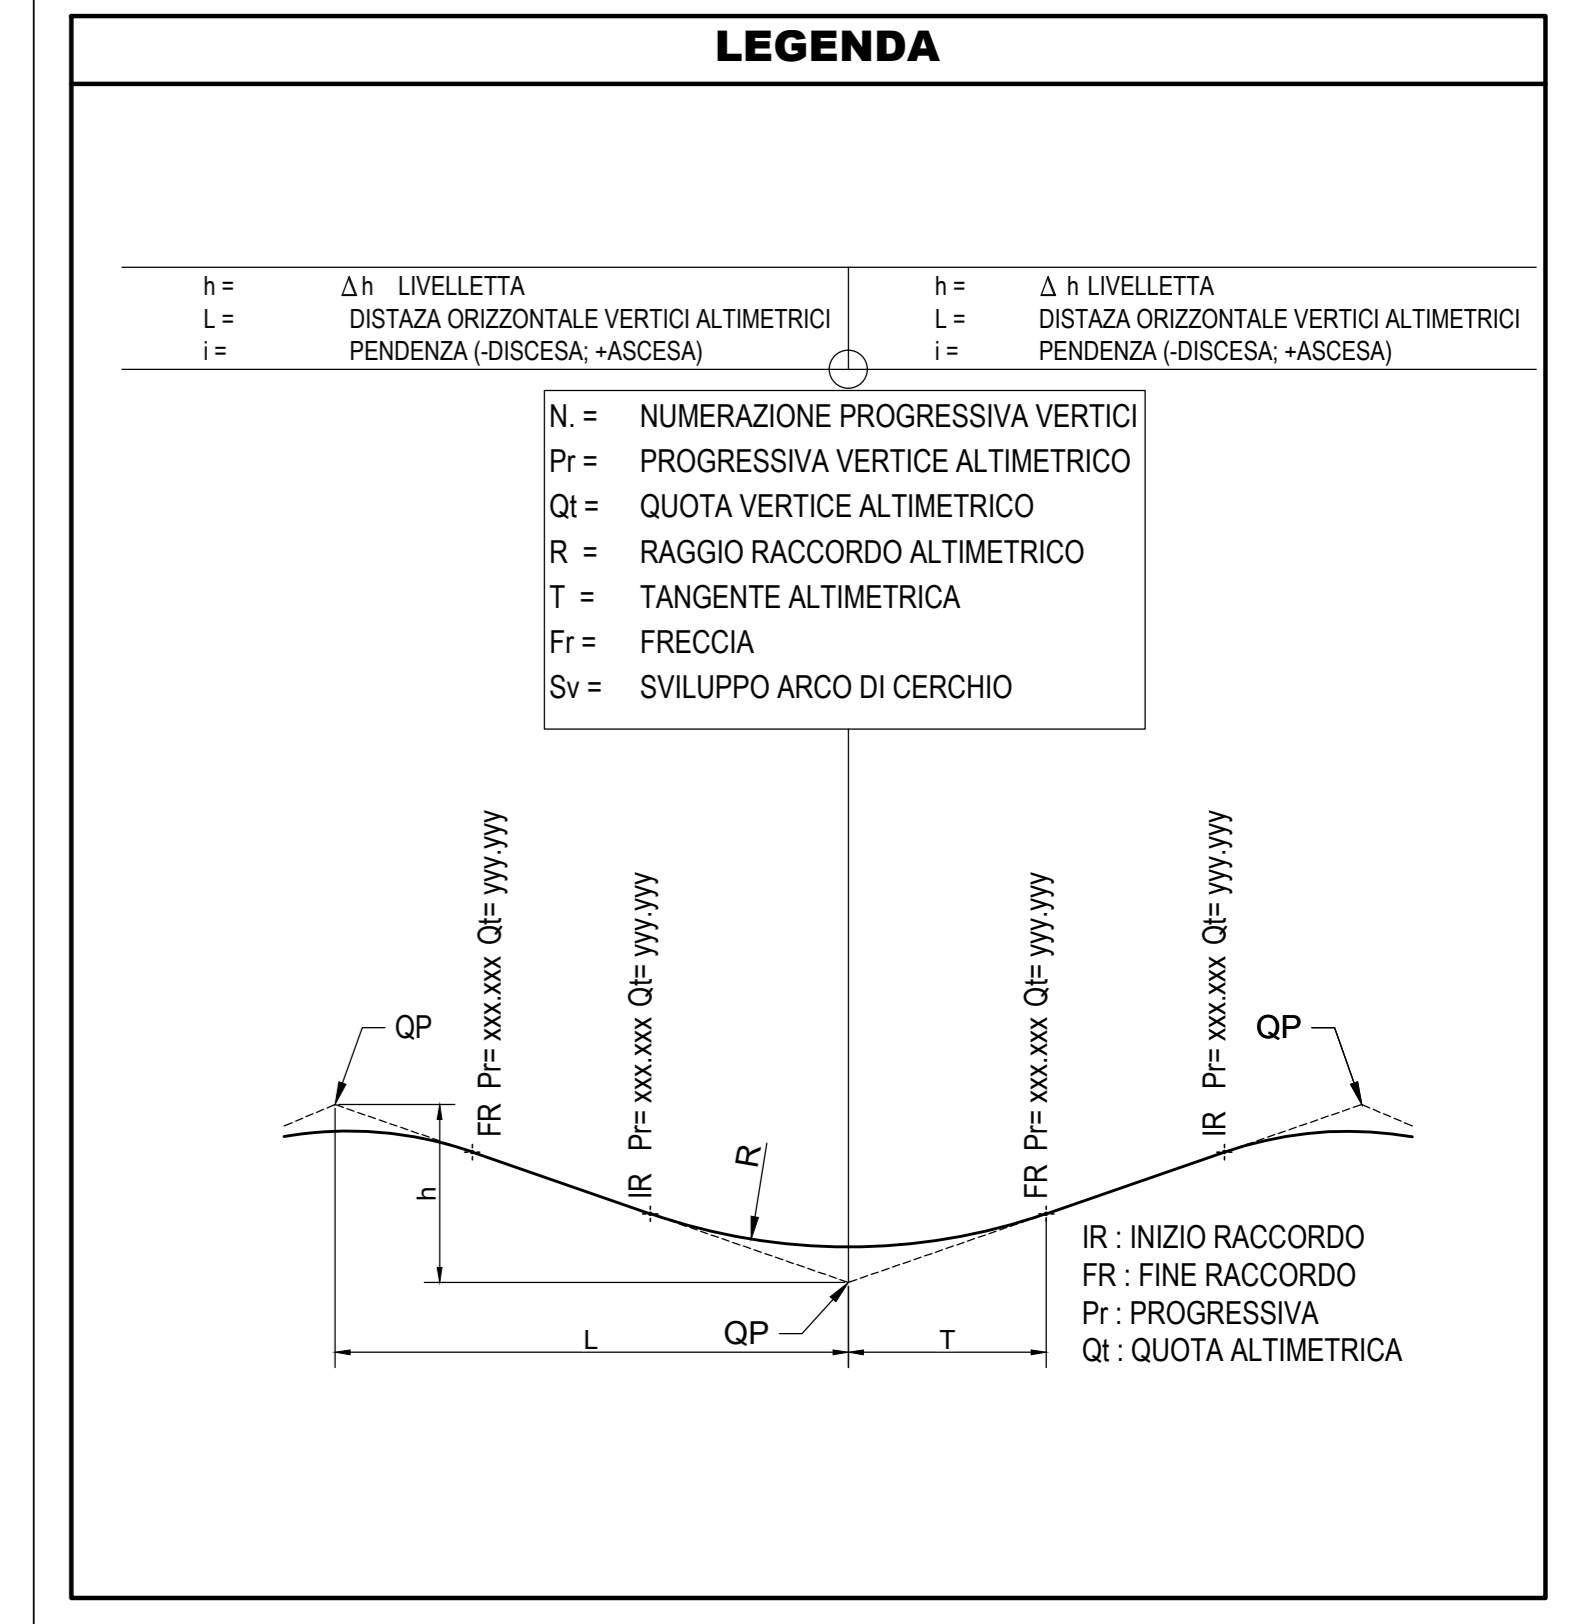 LEGENDA
h = Δ h LIVELLETTA
L = DISTAZA ORIZZONTALE VERTICI ALTIMETRICI
i = PENDENZA (-DISCESA; +ASCESA)
h = Δ h LIVELLETTA
L = DISTAZA ORIZZONTALE VERTICI ALTIMETRICI
i = PENDENZA (-DISCESA; +ASCESA)
N. = NUMERAZIONE PROGRESSIVA VERTICI
Pr = PROGRESSIVA VERTICE ALTIMETRICO
Qt = QUOTA VERTICE ALTIMETRICO
R = RAGGIO RACCORDO ALTIMETRICO
T = TANGENTE ALTIMETRICA
Fr = FRECCIA
Sv = SVILUPPO ARCO DI CERCHIO
QP
FR Pr= xxx.xxx Qt= yyy.yyy
IR Pr= xxx.xxx Qt= yyy.yyy
FR Pr= xxx.xxx Qt= yyy.yyy
IR Pr= xxx.xxx Qt= yyy.yyy
QP
h
R
L
QP
T
IR : INIZIO RACCORDO
FR : FINE RACCORDO
Pr : PROGRESSIVA
Qt : QUOTA ALTIMETRICA